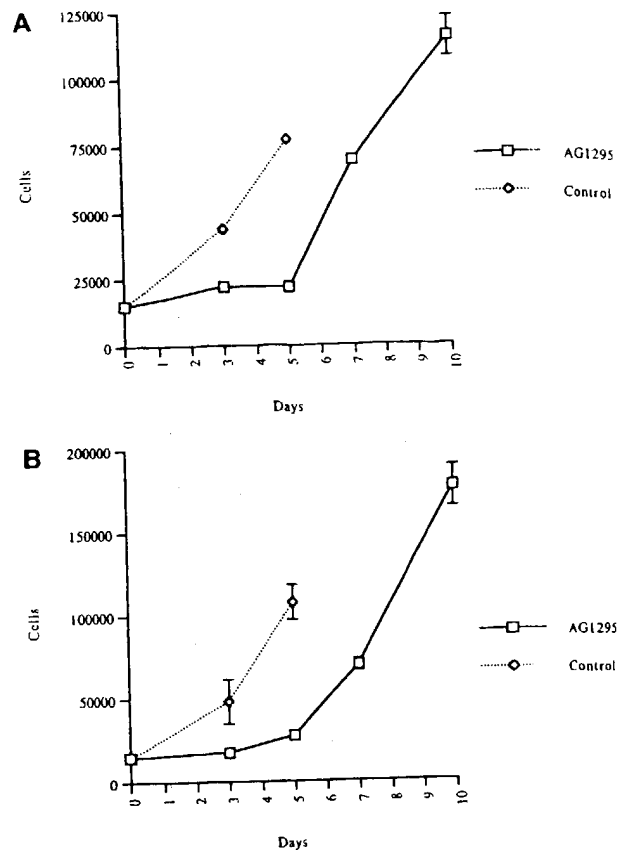 A
125000
100000
75000
50000
25000
0
Cells
0 1 2 3 4 5 6 7 8 9 10
Days
AG1295
Control
B
200000
150000
100000
50000
0
Cells
0 1 2 3 4 5 6 7 8 9 10
Days
AG1295
Control